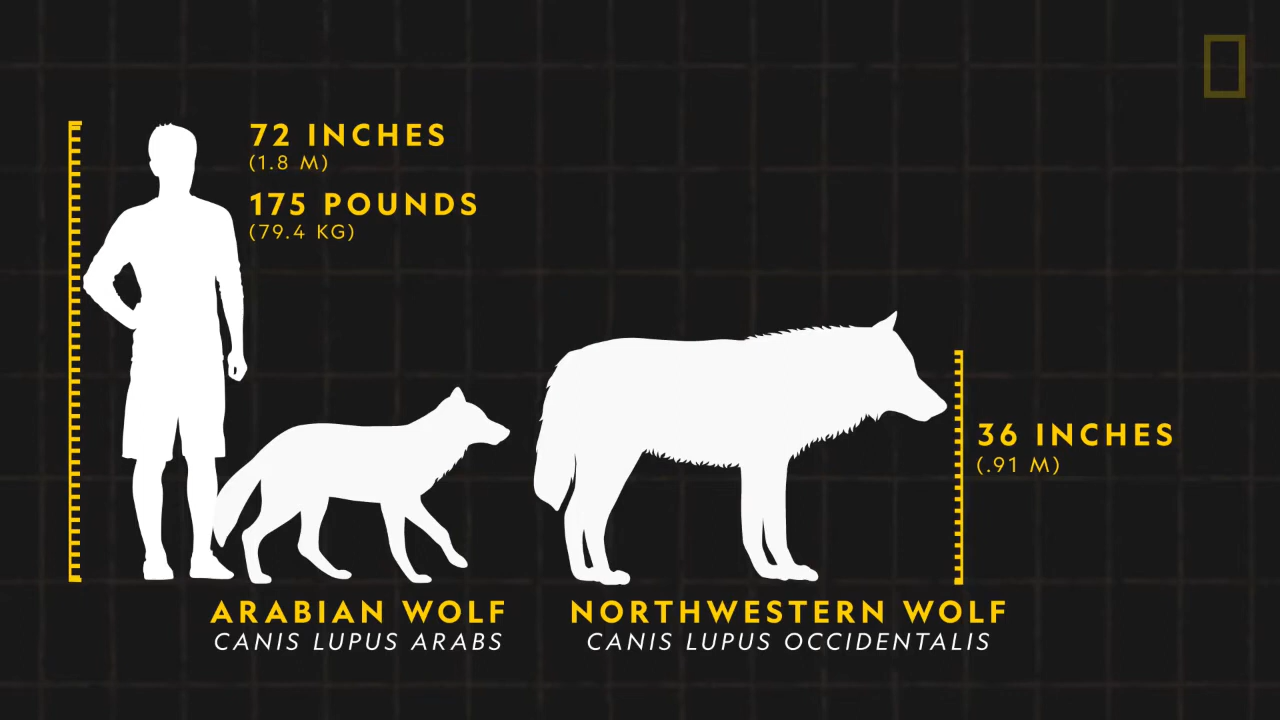 72 INCHES
(1.8 M)
175 POUNDS
(79.4 KG)
36 INCHES
(.91 M)
ARABIAN WOLF
CANIS LUPUS ARABS
NORTHWESTERN WOLF
CANIS LUPUS OCCIDENTALIS